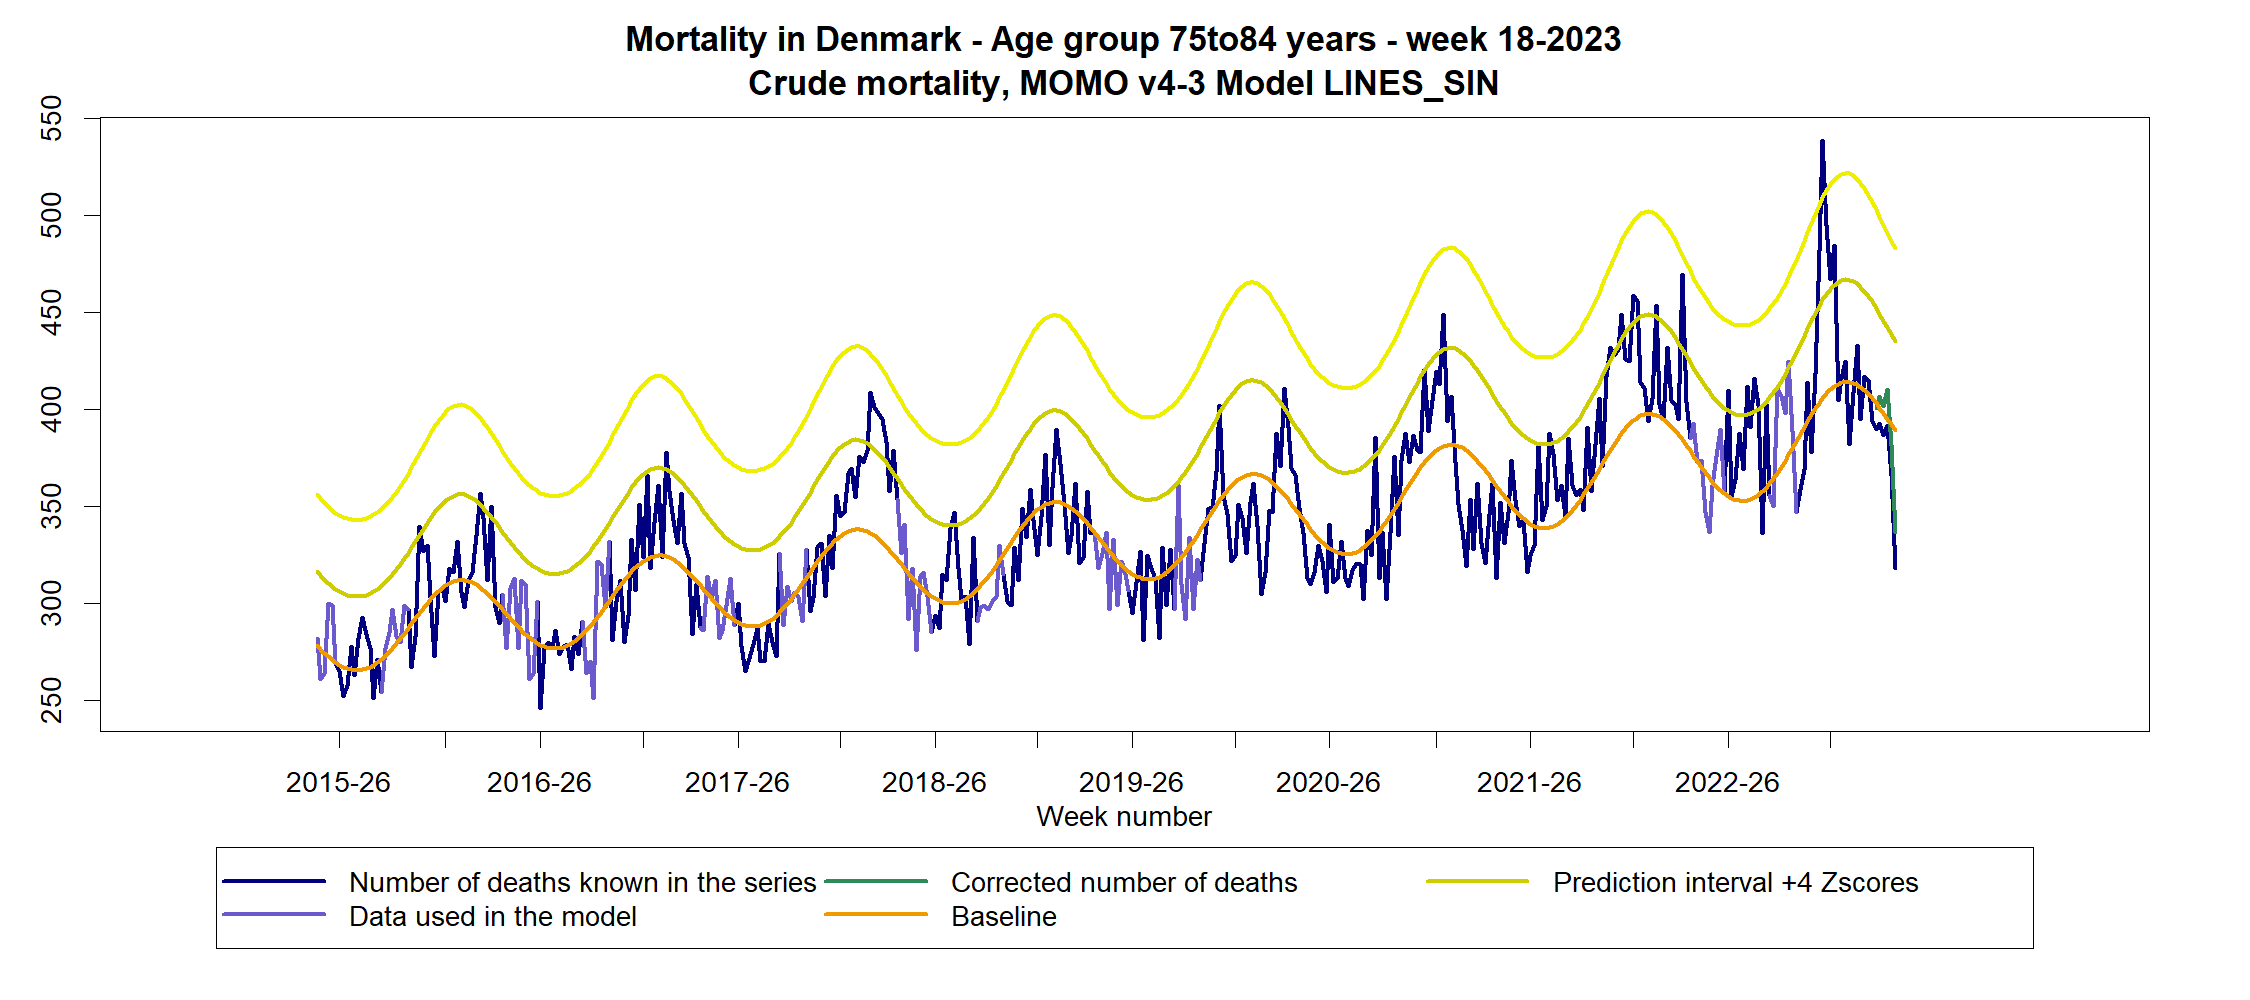 Mortality in Denmark - Age group 75to84 years - week 18-2023
Crude mortality, MOMO v4-3 Model LINES_SIN
550
500
450
400
350
300
250
2015-26 2016-26 2017-26 2018-26 2019-26 2020-26 2021-26 2022-26
Week number
Number of deaths known in the series Corrected number of deaths Prediction interval +4 Zscores
Data used in the model Baseline